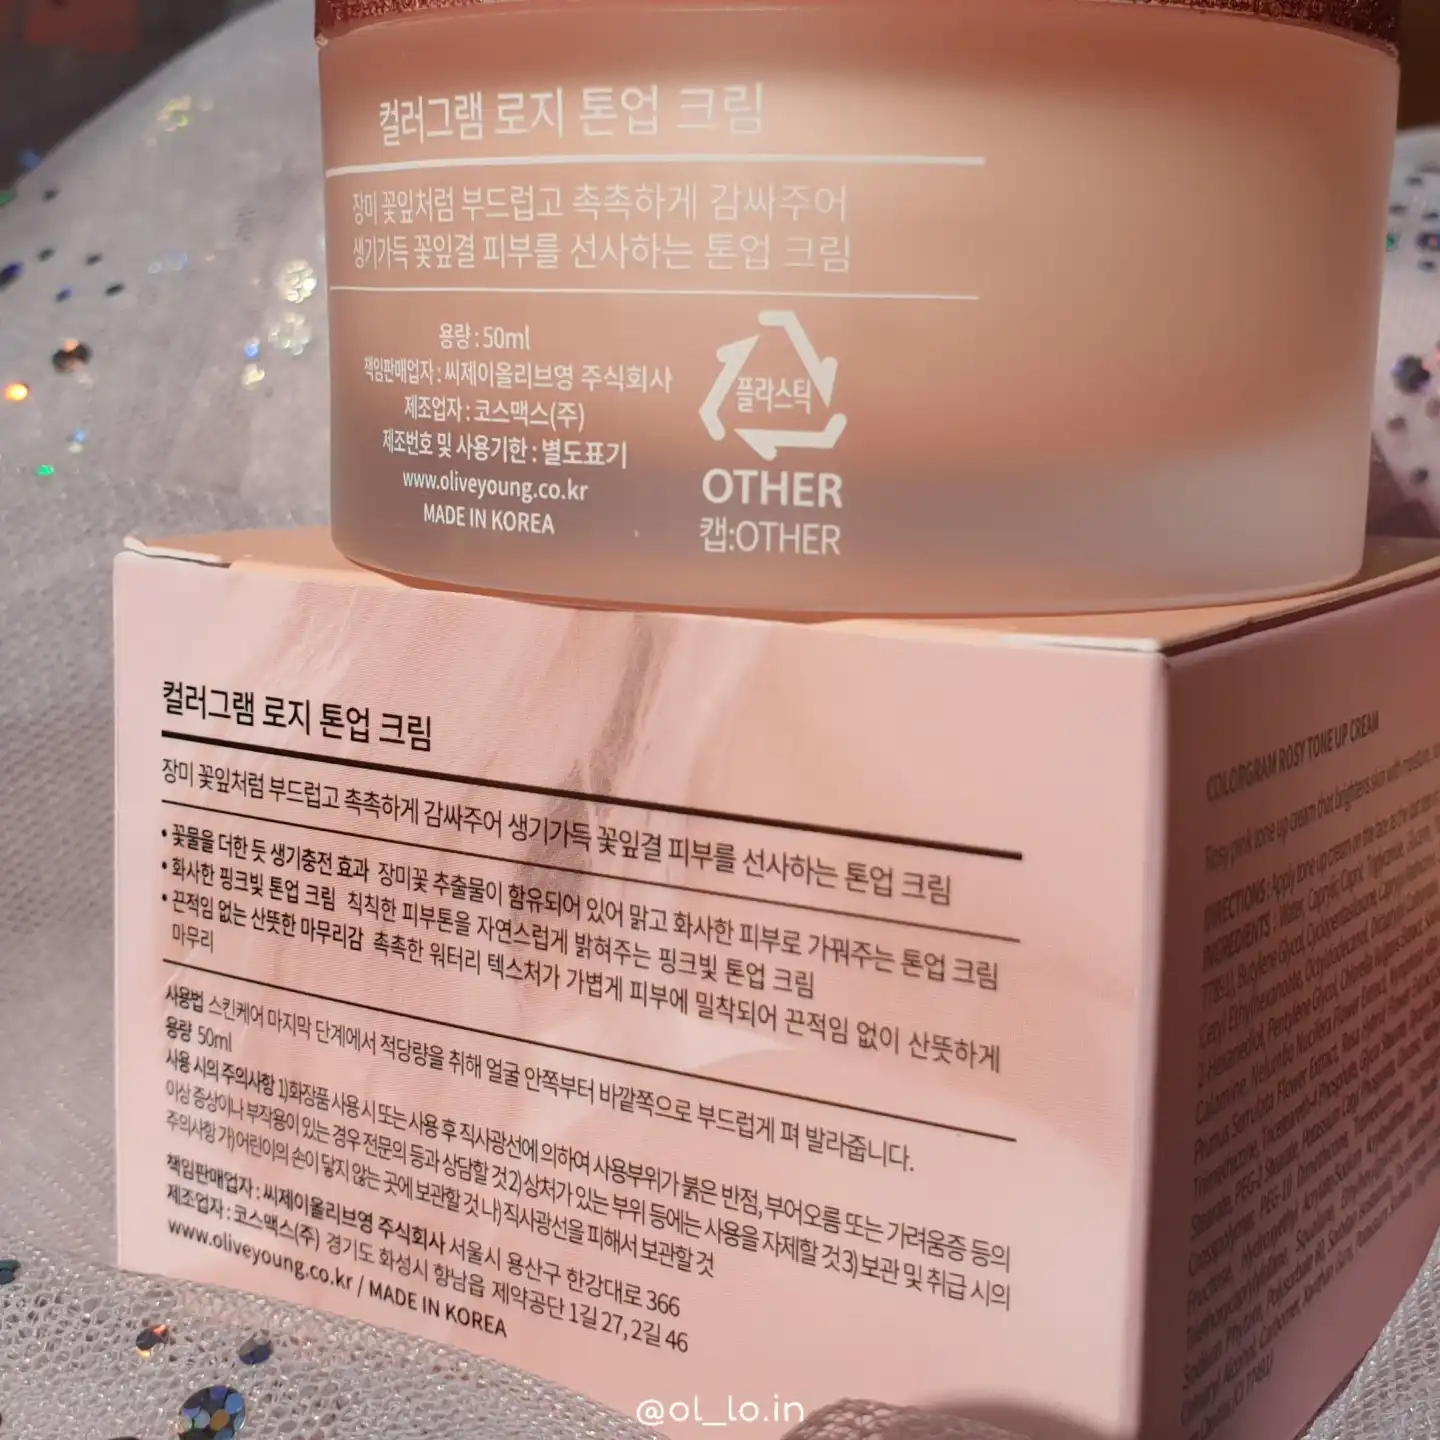 컬러그램 로지 톤업 크림
장미 꽃잎처럼 부드럽고 촉촉하게 감싸주어
생기가득 꽃잎결 피부를 선사하는 톤업 크림
용량 : 50ml
책임판매업자 : 씨제이올리브영 주식회사
제조업자 : 코스맥스(주)
제조번호 및 사용기한 : 별도표기
www.oliveyoung.co.kr
MADE IN KOREA
플라스틱
OTHER
캡:OTHER
컬러그램 로지 톤업 크림
장미 꽃잎처럼 부드럽고 촉촉하게 감싸주어 생기가득 꽃잎결 피부를 선사하는 톤업 크림
• 꽃물을 더한 듯 생기충전 효과 장미꽃 추출물이 함유되어 있어 맑고 화사한 피부로 가꿔주는 톤업 크림
• 화사한 핑크빛 톤업 크림 칙칙한 피부톤을 자연스럽게 밝혀주는 핑크빛 톤업 크림
• 끈적임 없는 산뜻한 마무리감 촉촉한 워터리 텍스처가 가볍게 피부에 밀착되어 끈적임 없이 산뜻하게
마무리
사용법 스킨케어 마지막 단계에서 적당량을 취해 얼굴 안쪽부터 바깥쪽으로 부드럽게 펴 발라줍니다.
용량 50ml
사용 시의 주의사항 1)화장품 사용 시 또는 사용 후 직사광선에 의하여 사용부위가 붉은 반점, 부어오름 또는 가려움증 등의
이상 증상이나 부작용이 있는 경우 전문의 등과 상담할 것 2)상처가 있는 부위 등에는 사용을 자제할 것 3)보관 및 취급 시의
주의사항 가)어린이의 손이 닿지 않는 곳에 보관할 것 나)직사광선을 피해서 보관할 것
책임판매업자 : 씨제이올리브영 주식회사 서울시 용산구 한강대로 366
제조업자 : 코스맥스(주) 경기도 화성시 향남읍 제약공단 1길 27, 2길 46
www.oliveyoung.co.kr / MADE IN KOREA
COLORGRAM ROSY TONE UP CREAM
Rosy pink tone up cream that brightens skin with moisture,
DIRECTIONS : Apply tone up cream on the face as the last step
INGREDIENTS : Water,
@ol_lo.in